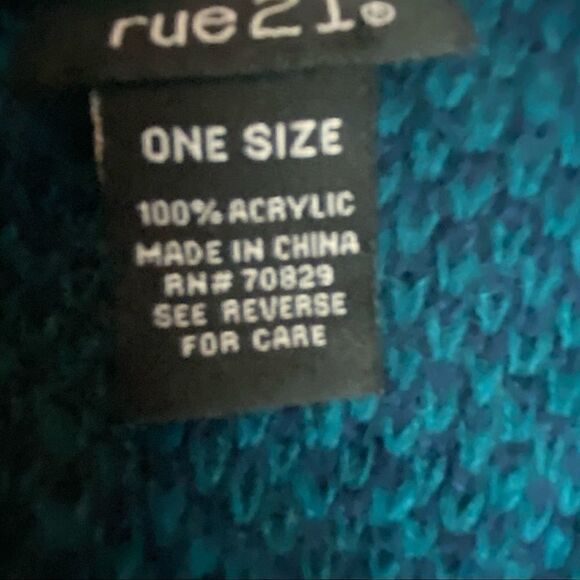 rue21®
ONE SIZE
100% ACRYLIC
MADE IN CHINA
RN# 70829
SEE REVERSE
FOR CARE